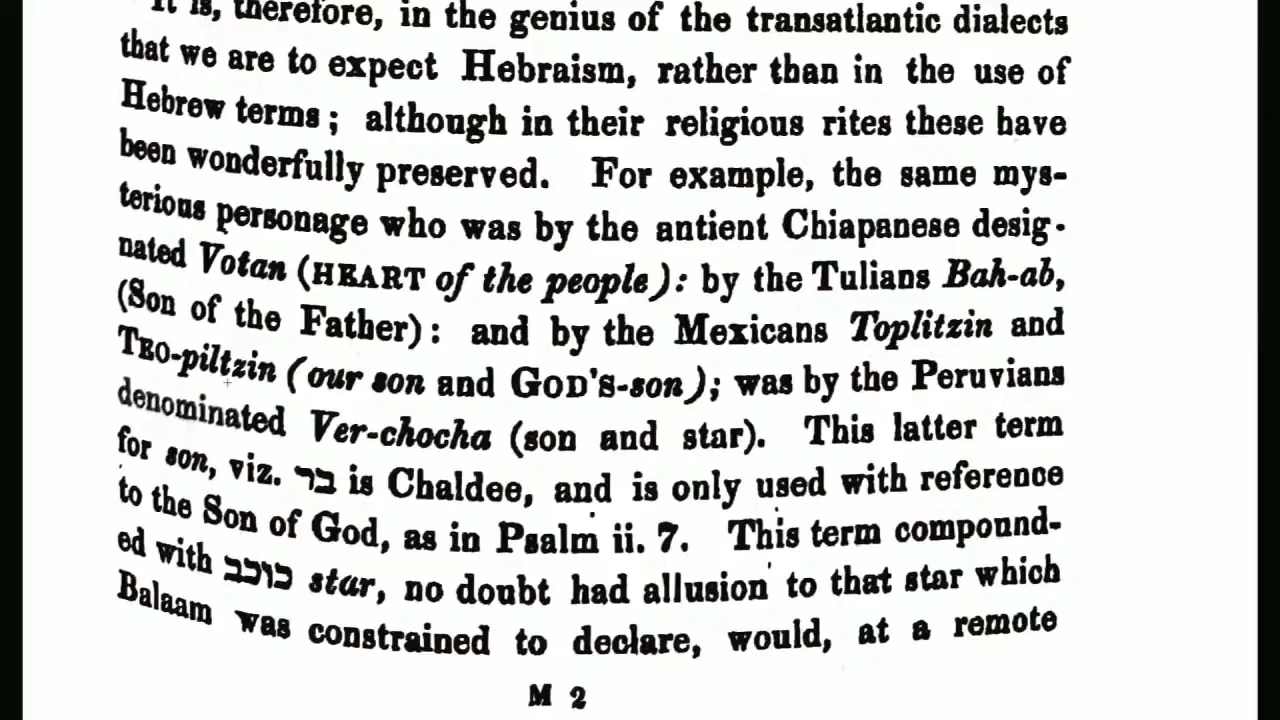 It is, therefore, in the genius of the transatlantic dialects
that we are to expect Hebraism, rather than in the use of
Hebrew terms; although in their religious rites these have
been wonderfully preserved. For example, the same mys-
terious personage who was by the antient Chiapanese desig-
nated Votan (HEART of the people): by the Tulians Bah-ab,
(Son of the Father): and by the Mexicans Toplitzin and
TEO-piltzin (our son and GOD'S-son); was by the Peruvians
denominated Ver-chocha (son and star). This latter term
for son, viz. בר is Chaldee, and is only used with reference
to the Son of God, as in Psalm ii. 7. This term compound-
ed with כוכב star, no doubt had allusion to that star which
Balaam was constrained to declare, would, at a remote
M 2